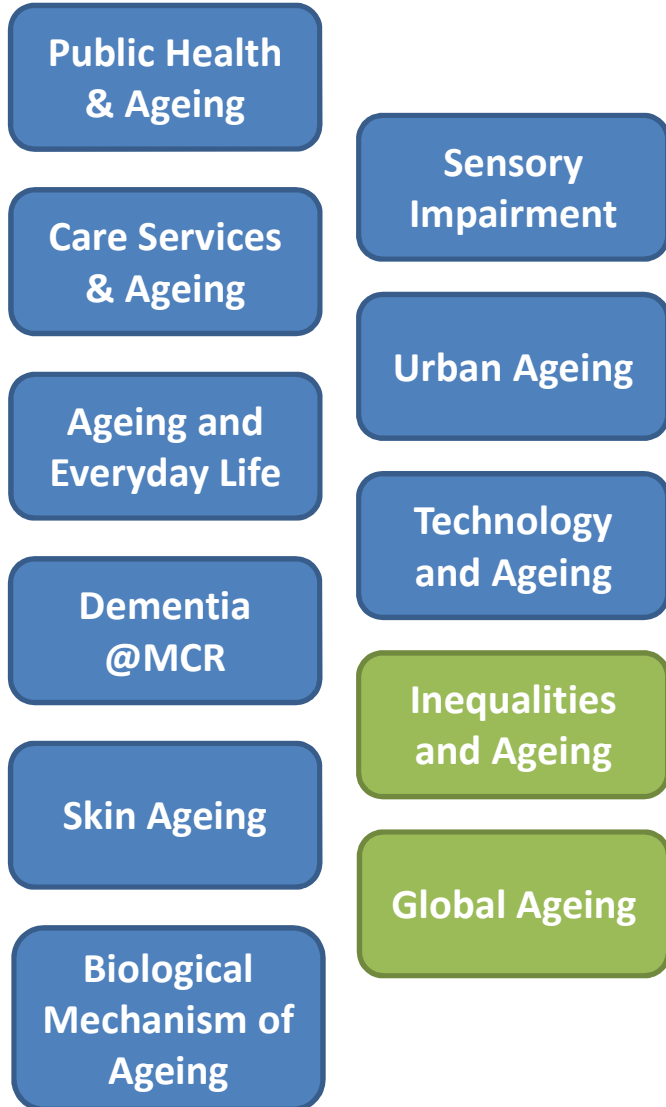 Public Health
& Ageing
Care Services
& Ageing
Ageing and
Everyday Life
Dementia
@MCR
Skin Ageing
Biological
Mechanism of
Ageing
Sensory
Impairment
Urban Ageing
Technology
and Ageing
Inequalities
and Ageing
Global Ageing